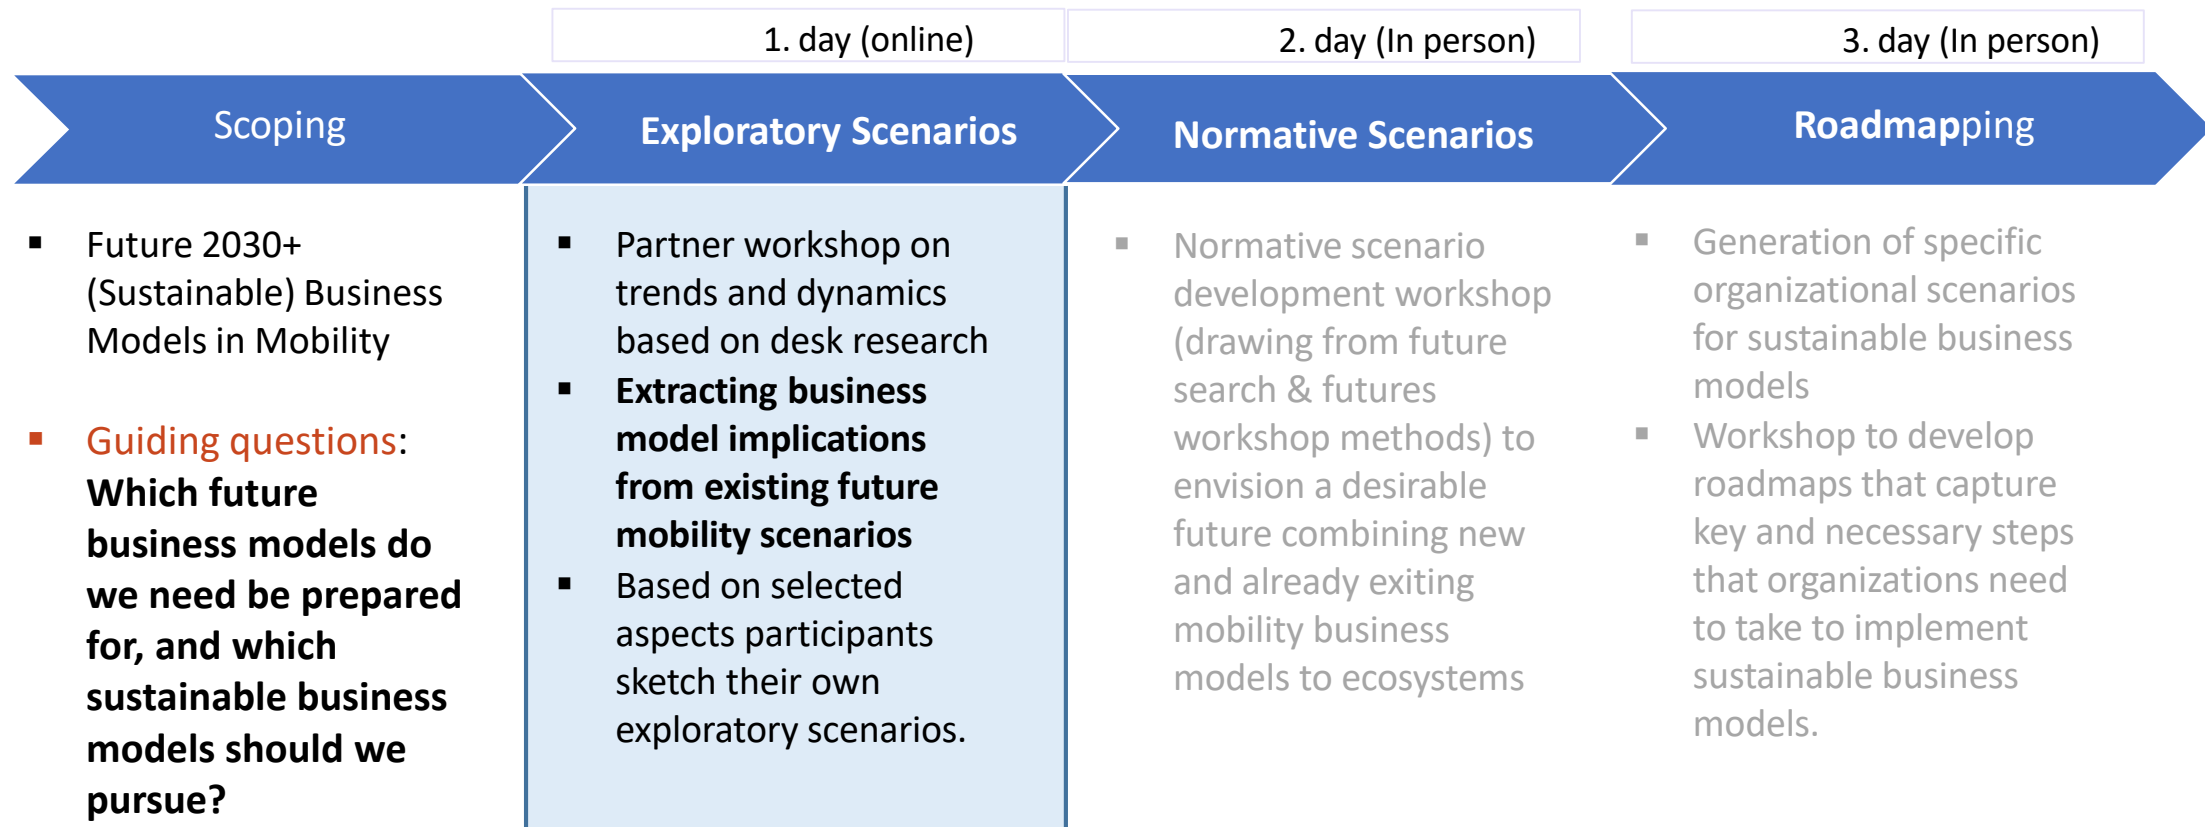 1. day (online)
2. day (In person)
3. day (In person)
Scoping
Exploratory Scenarios
Normative Scenarios
Roadmapping
▪ Future 2030+
(Sustainable) Business
Models in Mobility
▪ Guiding questions:
Which future
business models do
we need be prepared
for, and which
sustainable business
models should we
pursue?
▪ Partner workshop on
trends and dynamics
based on desk research
▪ Extracting business
model implications
from existing future
mobility scenarios
▪ Based on selected
aspects participants
sketch their own
exploratory scenarios.
▪ Normative scenario
development workshop
(drawing from future
search & futures
workshop methods) to
envision a desirable
future combining new
and already exiting
mobility business
models to ecosystems
▪ Generation of specific
organizational scenarios
for sustainable business
models
▪ Workshop to develop
roadmaps that capture
key and necessary steps
that organizations need
to take to implement
sustainable business
models.